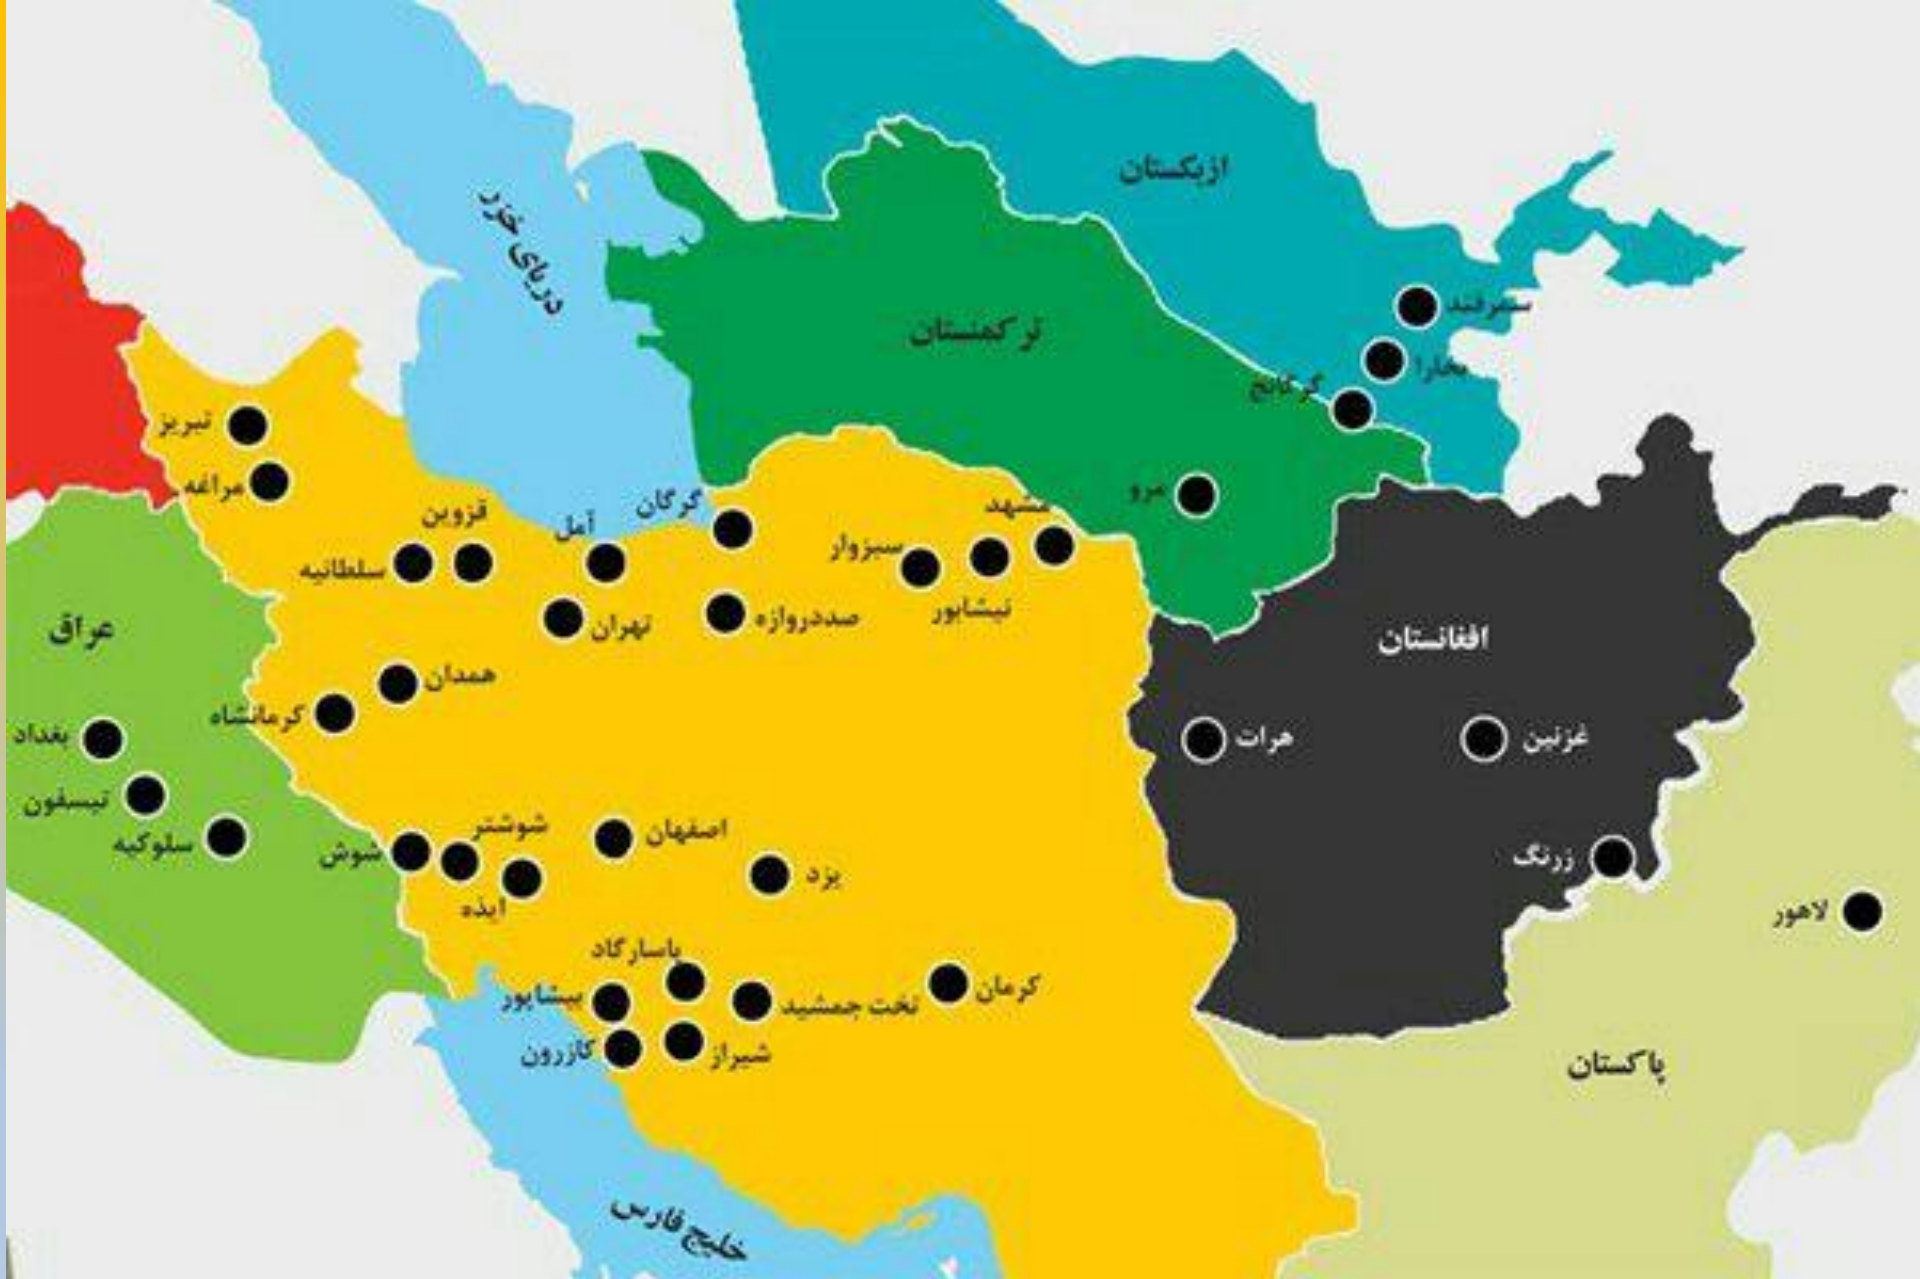 ازبکستان
دریای خزر
ترکمنستان
سمرقند
بخارا
گرگانج
تبریز
مراغه
مرو
قزوین
آمل
گرگان
مشهد
سبزوار
سلطانیه
نیشابور
تهران
صددروازه
عراق
افغانستان
همدان
کرمانشاه
بغداد
هرات
غزنین
تیسفون
سلوکیه
شوش
شوشتر
اصفهان
زرنگ
یزد
ایذه
لاهور
پاسارگاد
بیشاپور
تخت جمشید
کرمان
کازرون
شیراز
پاکستان
خلیج فارس